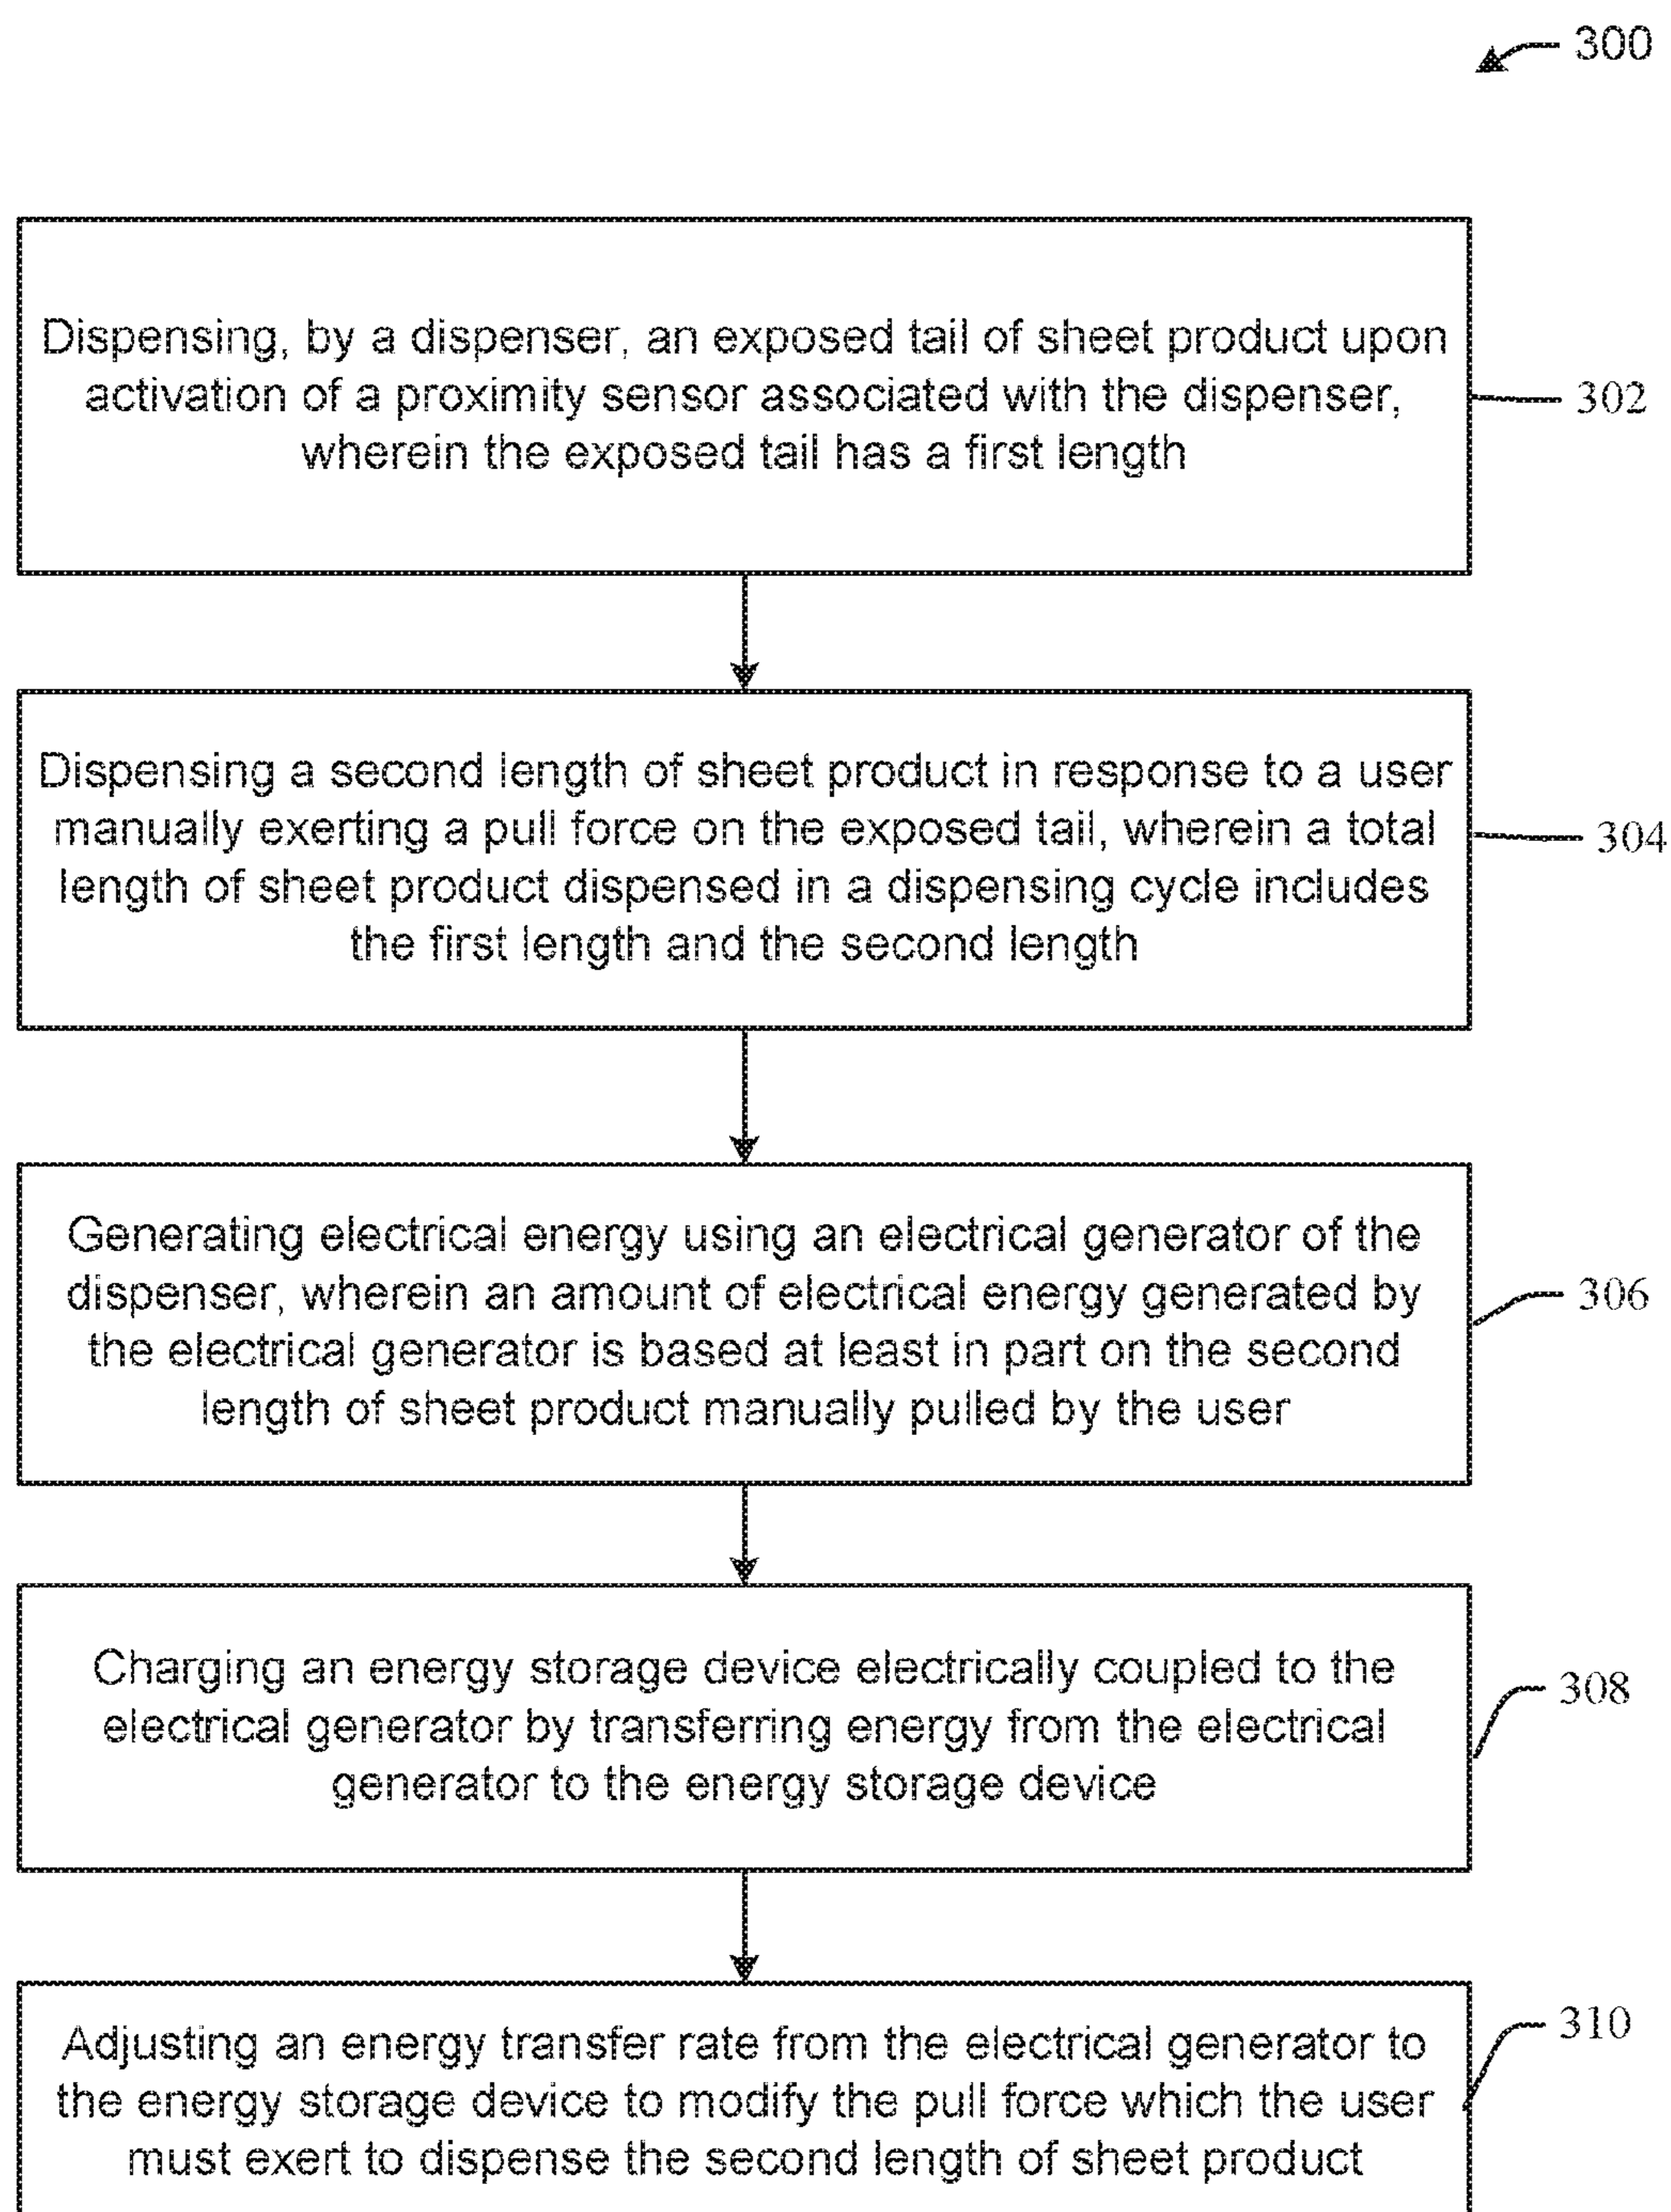 300
Dispensing, by a dispenser, an exposed tail of sheet product upon
activation of a proximity sensor associated with the dispenser,
wherein the exposed tail has a first length
302
Dispensing a second length of sheet product in response to a user
manually exerting a pull force on the exposed tail, wherein a total
length of sheet product dispensed in a dispensing cycle includes
the first length and the second length
304
Generating electrical energy using an electrical generator of the
dispenser, wherein an amount of electrical energy generated by
the electrical generator is based at least in part on the second
length of sheet product manually pulled by the user
306
Charging an energy storage device electrically coupled to the
electrical generator by transferring energy from the electrical
generator to the energy storage device
308
Adjusting an energy transfer rate from the electrical generator to
the energy storage device to modify the pull force which the user
must exert to dispense the second length of sheet product
310